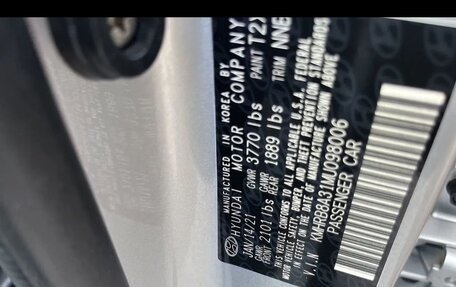 MANUFACTURED IN KOREA BY
HYUNDAI MOTOR COMPANY
JAN/14/21 GVWR 3770 lbs PAINT T2X
GAWR FRONT 2101 lbs GAWR REAR 1889 lbs TRIM NNB
THIS VEHICLE CONFORMS TO ALL APPLICABLE U.S.A. FEDERAL
MOTOR VEHICLE SAFETY, BUMPER, AND THEFT PREVENTION STANDARDS
IN EFFECT ON THE DATE OF MANUFACTURE SHOWN ABOVE
V.I.N KMHRB8A31MU098006
PASSENGER CAR